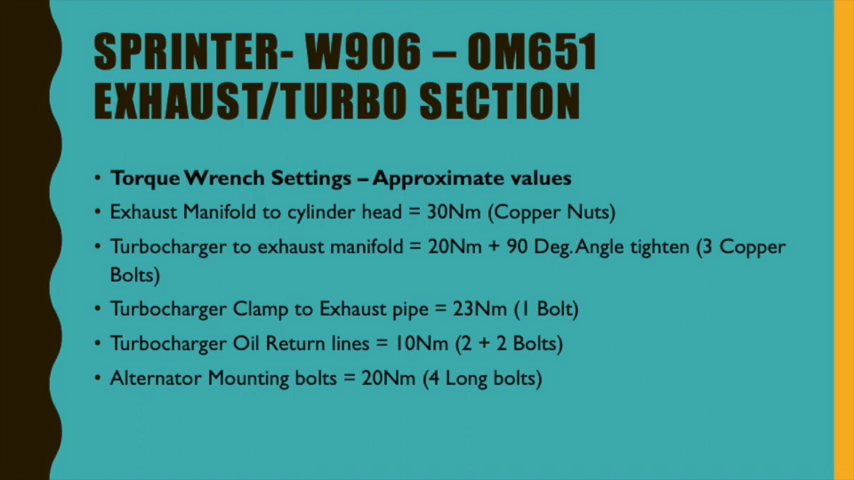 SPRINTER- W906 – OM651
EXHAUST/TURBO SECTION
• Torque Wrench Settings – Approximate values
• Exhaust Manifold to cylinder head = 30Nm (Copper Nuts)
• Turbocharger to exhaust manifold = 20Nm + 90 Deg. Angle tighten (3 Copper
Bolts)
• Turbocharger Clamp to Exhaust pipe = 23Nm (1 Bolt)
• Turbocharger Oil Return lines = 10Nm (2 + 2 Bolts)
• Alternator Mounting bolts = 20Nm (4 Long bolts)